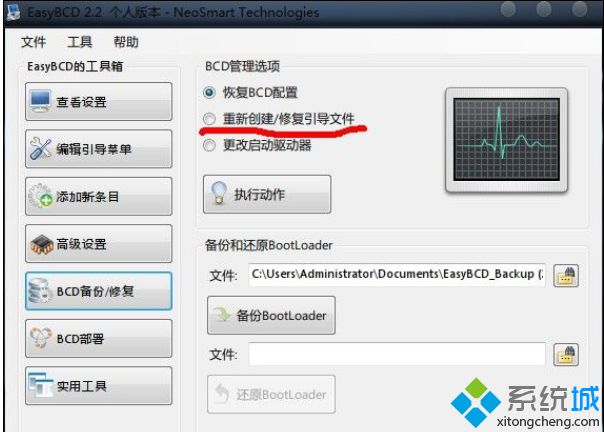 EasyBCD 2.2 个人版本 - NeoSmart Technologies
文件 工具 帮助
EasyBCD的工具箱
查看设置
编辑引导菜单
添加新条目
高级设置
BCD备份/修复
BCD部署
实用工具
BCD管理选项
恢复BCD配置
重新创建/修复引导文件
更改启动驱动器
执行动作
备份和还原BootLoader
文件: C:\Users\Administrator\Documents\EasyBCD_Backup (
备份BootLoader
文件:
还原BootLoader
系统城
xitongcheng.com